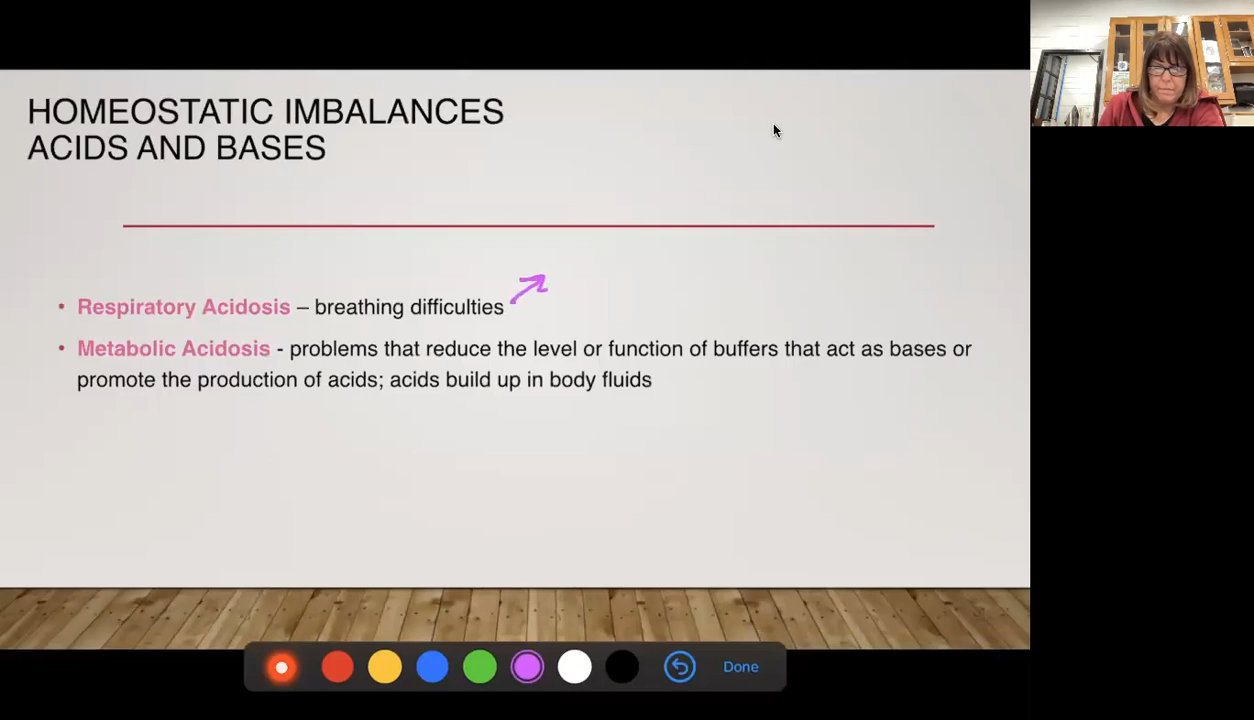 HOMEOSTATIC IMBALANCES
ACIDS AND BASES
• Respiratory Acidosis – breathing difficulties
• Metabolic Acidosis - problems that reduce the level or function of buffers that act as bases or
promote the production of acids; acids build up in body fluids
Done